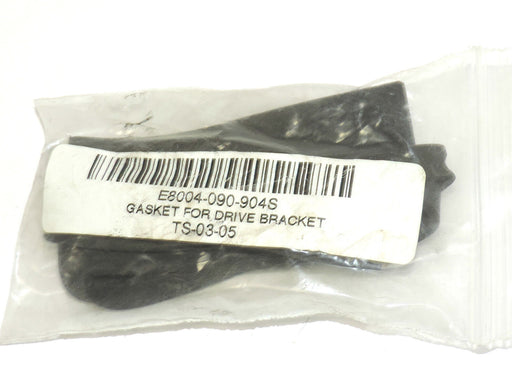 E8004-090-904S
GASKET FOR DRIVE BRACKET
TS-03-05